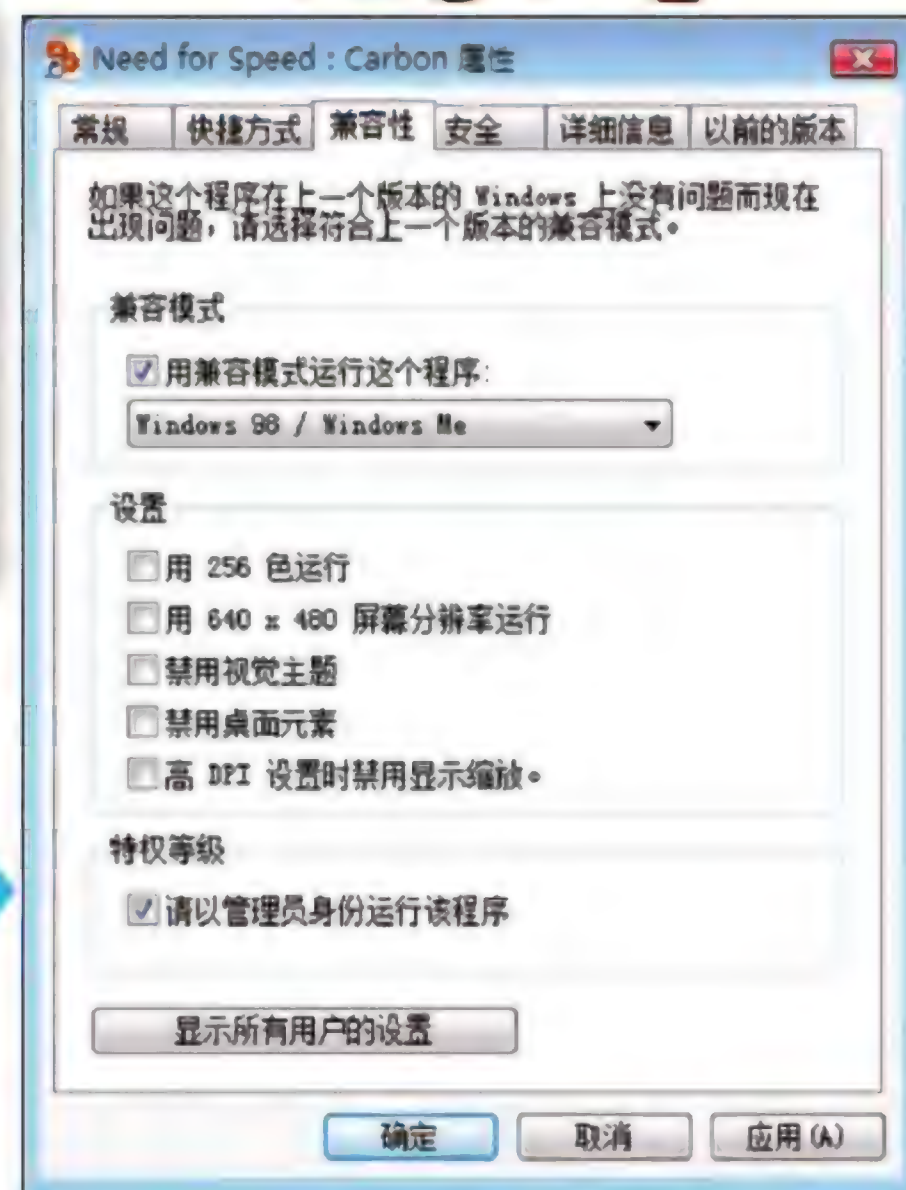 Need for Speed : Carbon 属性
常规 快捷方式 兼容性 安全 详细信息 以前的版本
如果这个程序在上一个版本的 Windows 上没有问题而现在
出现问题，请选择符合上一个版本的兼容模式。
兼容模式
用兼容模式运行这个程序:
Windows 98 / Windows Me
设置
用 256 色运行
用 640 x 480 屏幕分辨率运行
禁用视觉主题
禁用桌面元素
高 DPI 设置时禁用显示缩放。
特权等级
请以管理员身份运行该程序
显示所有用户的设置
确定 取消 应用(A)